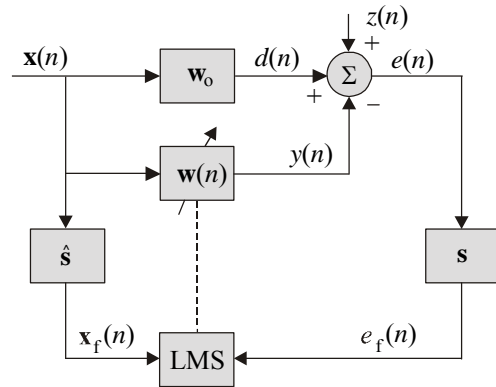 z(n)
x(n)
w₀
d(n)
+
+
Σ
e(n)
−
w(n)
y(n)
ŝ
s
x_f(n)
LMS
e_f(n)